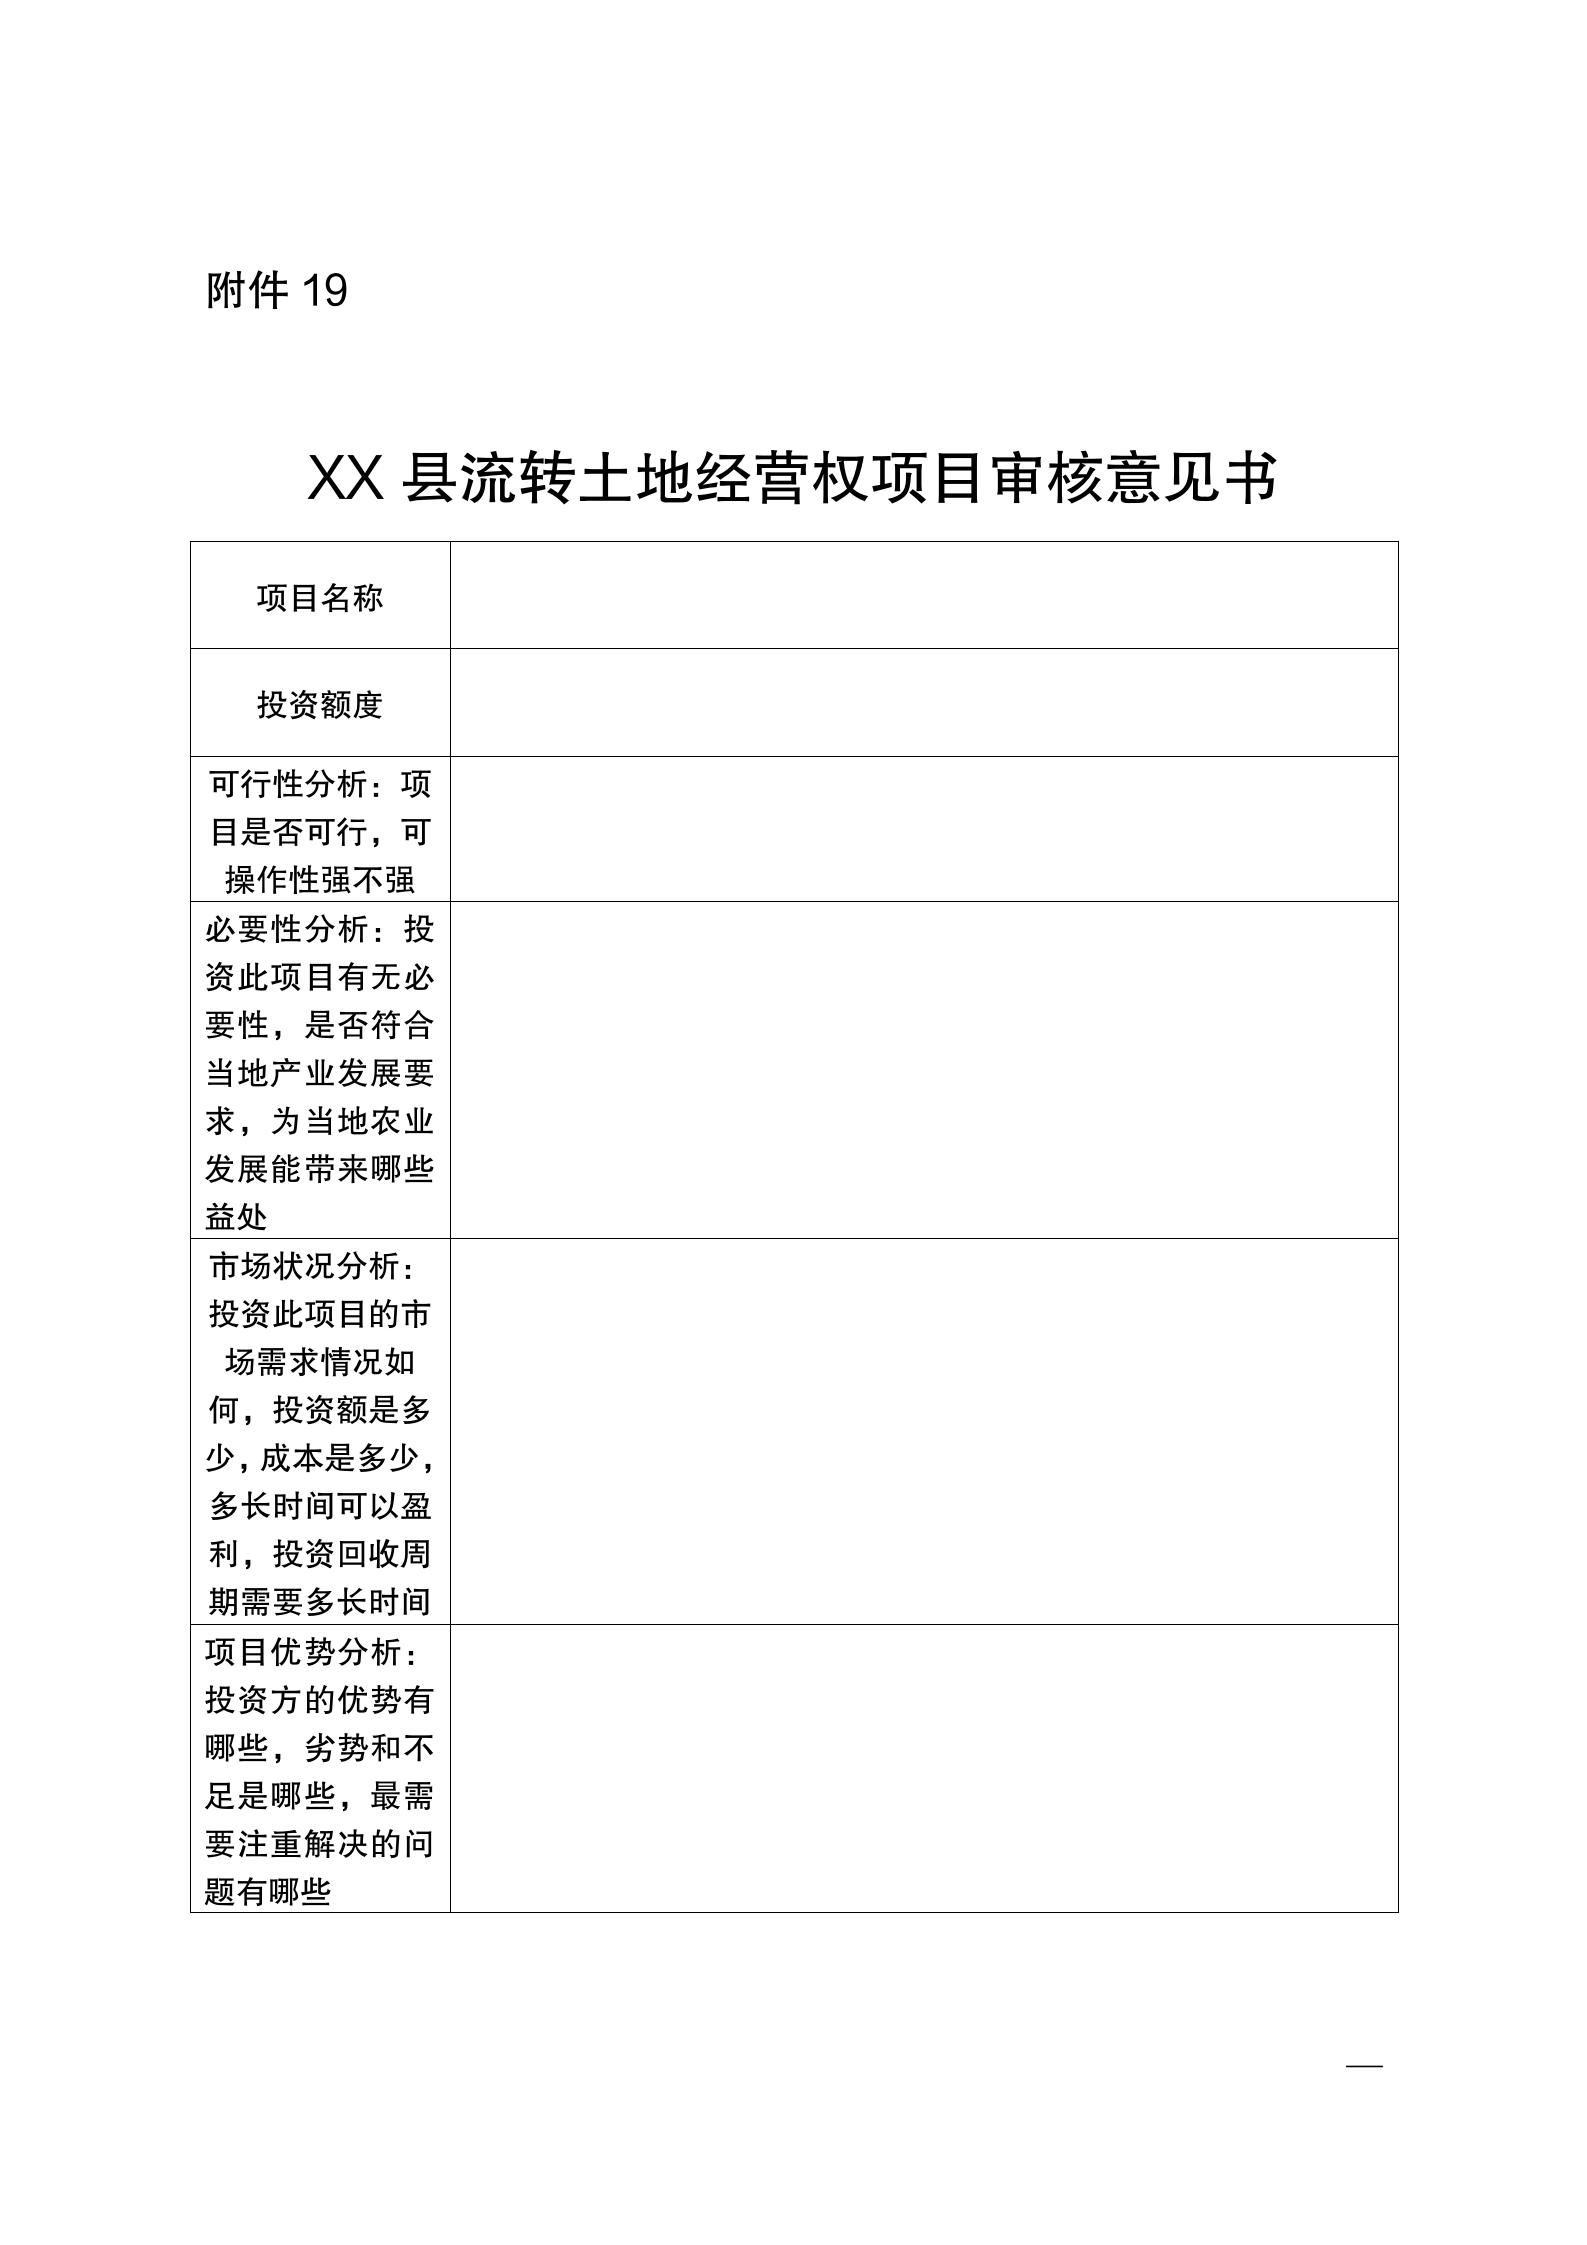 附件 19
XX 县流转土地经营权项目审核意见书
项目名称
投资额度
可行性分析：项
目是否可行，可
操作性强不强
必要性分析：投
资此项目有无必
要性，是否符合
当地产业发展要
求，为当地农业
发展能带来哪些
益处
市场状况分析：
投资此项目的市
场需求情况如
何，投资额是多
少，成本是多少，
多长时间可以盈
利，投资回收周
期需要多长时间
项目优势分析：
投资方的优势有
哪些，劣势和不
足是哪些，最需
要注重解决的问
题有哪些
—